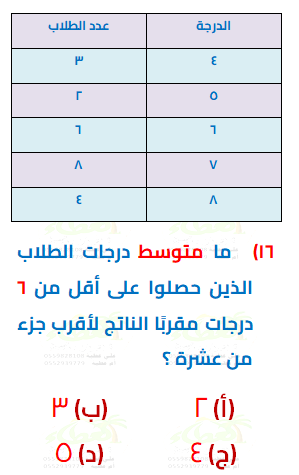 الدرجة عدد الطلاب
٤ ٣
٥ ٢
٦ ٦
٧ ٨
٨ ٤
١٦) ما متوسط درجات الطلاب
الذين حصلوا على أقل من ٦
درجات مقربًا الناتج لأقرب جزء
من عشرة ؟
(أ) ٢ (ب) ٣
(ج) ٤ (د) ٥